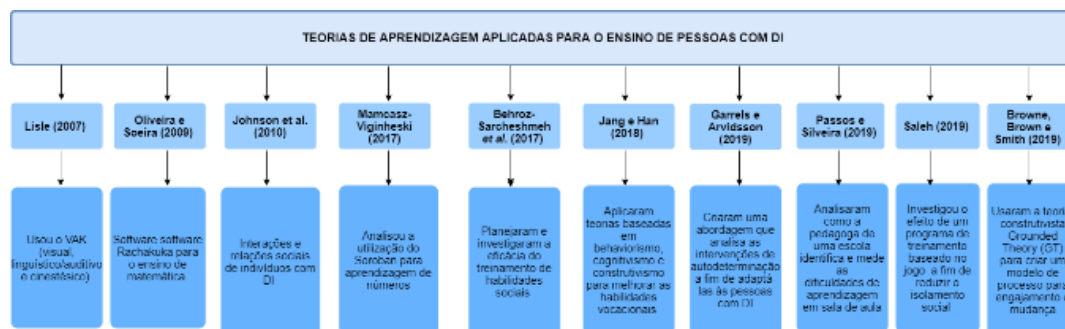 TEORIAS DE APRENDIZAGEM APLICADAS PARA O ENSINO DE PESSOAS COM DI
Lisle (2007)
Oliveira e
Soeira (2009)
Johnson et al.
(2010)
Mamcasz-
Viginheski
(2017)
Behroz-
Sarcheshmeh
et al. (2017)
Jang e Han
(2018)
Garrels e
Arvidsson
(2019)
Passos e
Silveira (2019)
Saleh (2019)
Browne,
Brown e
Smith (2019)
Usou o VAK
(visual,
linguístico/auditivo
e cinestésico)
Software software
Rachakuka para
o ensino de
matemática
Interações e
relações sociais
de indivíduos com
DI
Analisou a
utilização do
Soroban para
aprendizagem de
números
Planejaram e
investigaram a
eficácia do
treinamento de
habilidades
sociais
Aplicaram
teorias baseadas
em
behaviorismo,
cognitivismo e
construtivismo
para melhorar as
habilidades
vocacionais
Criaram uma
abordagem que
analisa as
intervenções de
autodeterminação
a fim de adaptá-
las às pessoas
com DI
Analisaram
como a
pedagoga de
uma escola
identifica e mede
as
dificuldades de
aprendizagem
em sala de aula
Investigou o
efeito de um
programa de
treinamento
baseado no
jogo a fim de
reduzir o
isolamento
social
Usaram a teoria
construtivista
Grounded
Theory (GT)
para criar um
modelo de
processo para
engajamento e
mudança